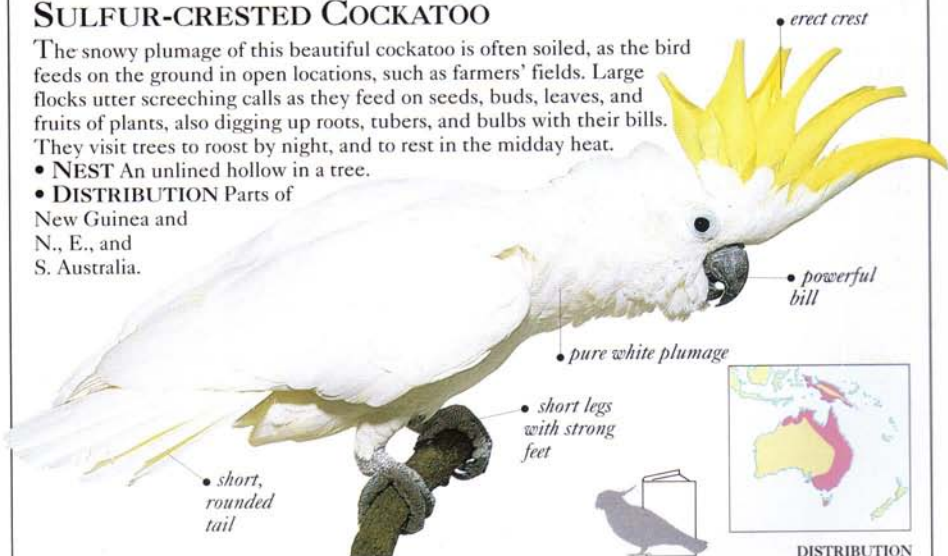 SULFUR-CRESTED COCKATOO
The snowy plumage of this beautiful cockatoo is often soiled, as the bird
feeds on the ground in open locations, such as farmers' fields. Large
flocks utter screeching calls as they feed on seeds, buds, leaves, and
fruits of plants, also digging up roots, tubers, and bulbs with their bills.
They visit trees to roost by night, and to rest in the midday heat.
• NEST An unlined hollow in a tree.
• DISTRIBUTION Parts of
New Guinea and
N., E., and
S. Australia.
erect crest
powerful
bill
pure white plumage
short legs
with strong
feet
short,
rounded
tail
DISTRIBUTION